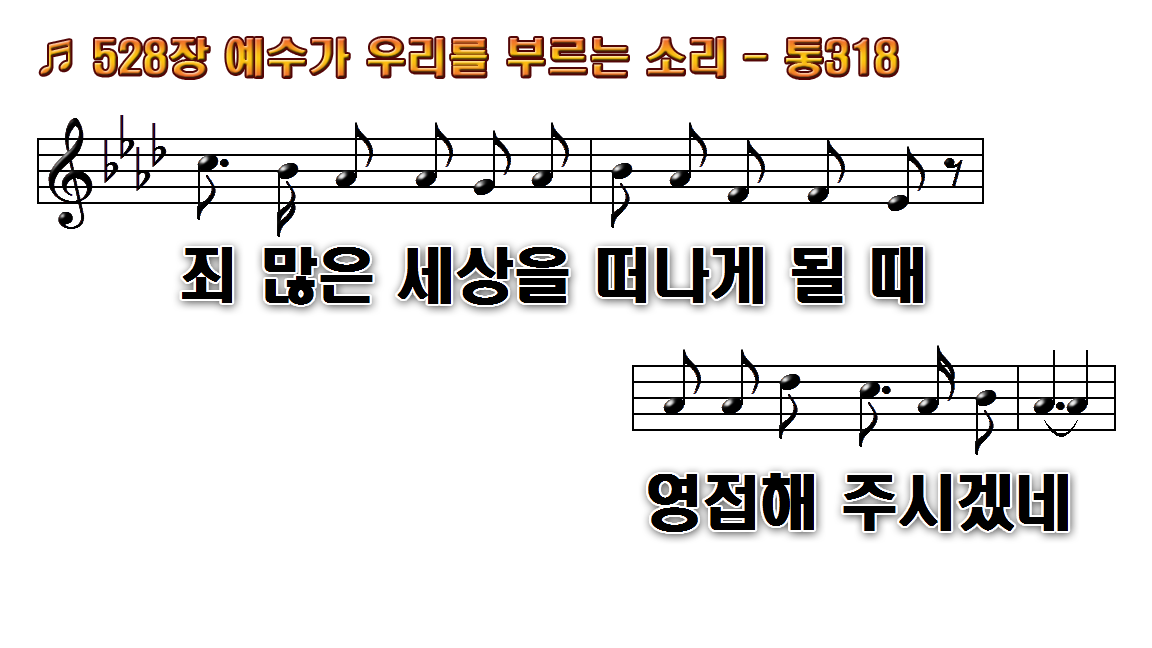 528장 예수가 우리를 부르는 소리 - 통318
죄 많은 세상을 떠나게 될 때
영접해 주시겠네